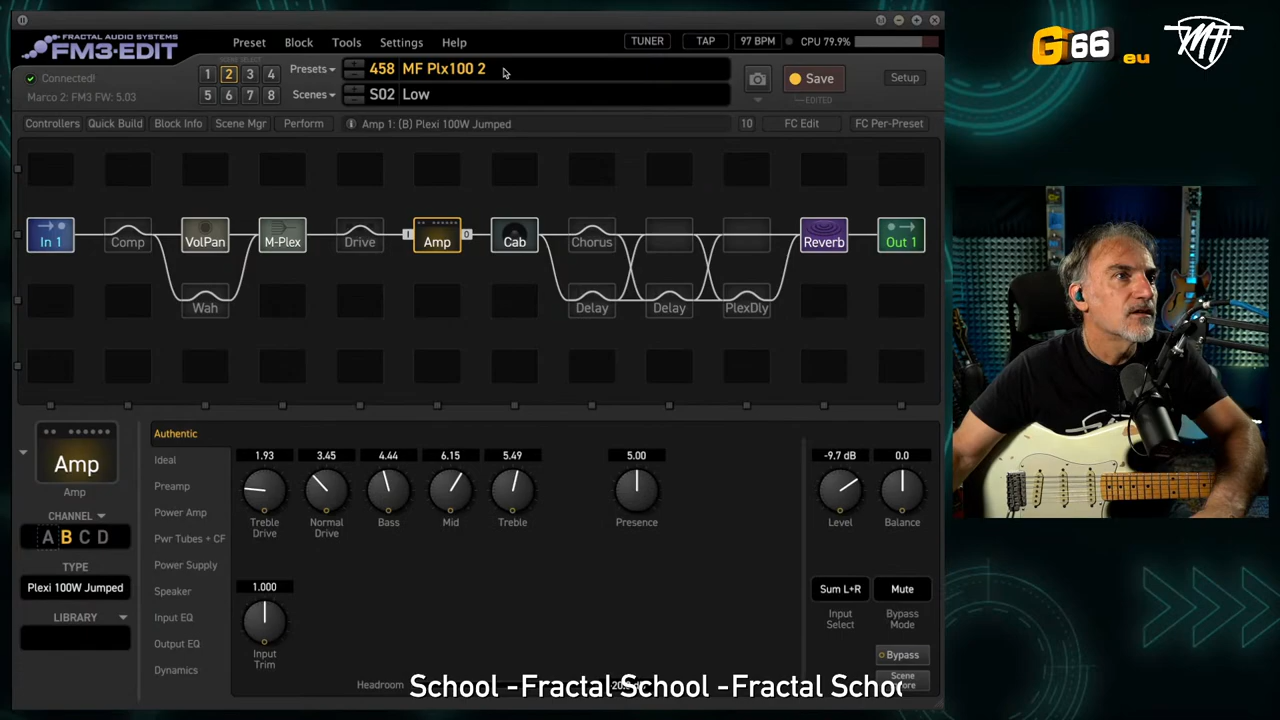 FRACTAL AUDIO SYSTEMS
FM3-EDIT
Preset Block Tools Settings Help
TUNER TAP 97 BPM CPU 79.9%
Connected!
Marco 2: FM3 FW: 5.03
SCENE SELECT
1 2 3 4
5 6 7 8
Presets 458 MF Plx100 2
Scenes S02 Low
Save
EDITED
Setup
Controllers Quick Build Block Info Scene Mgr Perform
Amp 1: (B) Plexi 100W Jumped
10 FC Edit FC Per-Preset
In 1 Comp VolPan M-Plex Drive Amp Cab Chorus Reverb Out 1
Wah Delay Delay PlexDly
Amp
Amp
CHANNEL
A B C D
TYPE
Plexi 100W Jumped
LIBRARY
Authentic
Ideal
Preamp
Power Amp
Pwr Tubes + CF
Power Supply
Speaker
Input EQ
Output EQ
Dynamics
1.93 3.45 4.44 6.15 5.49 5.00 -9.7 dB 0.0
Treble Drive Normal Drive Bass Mid Treble Presence Level Balance
1.000
Input Trim
Sum L+R Mute
Input Select Bypass Mode
Bypass
Scene
Headroom
School -Fractal School -Fractal Schoo
G66 eu
MF